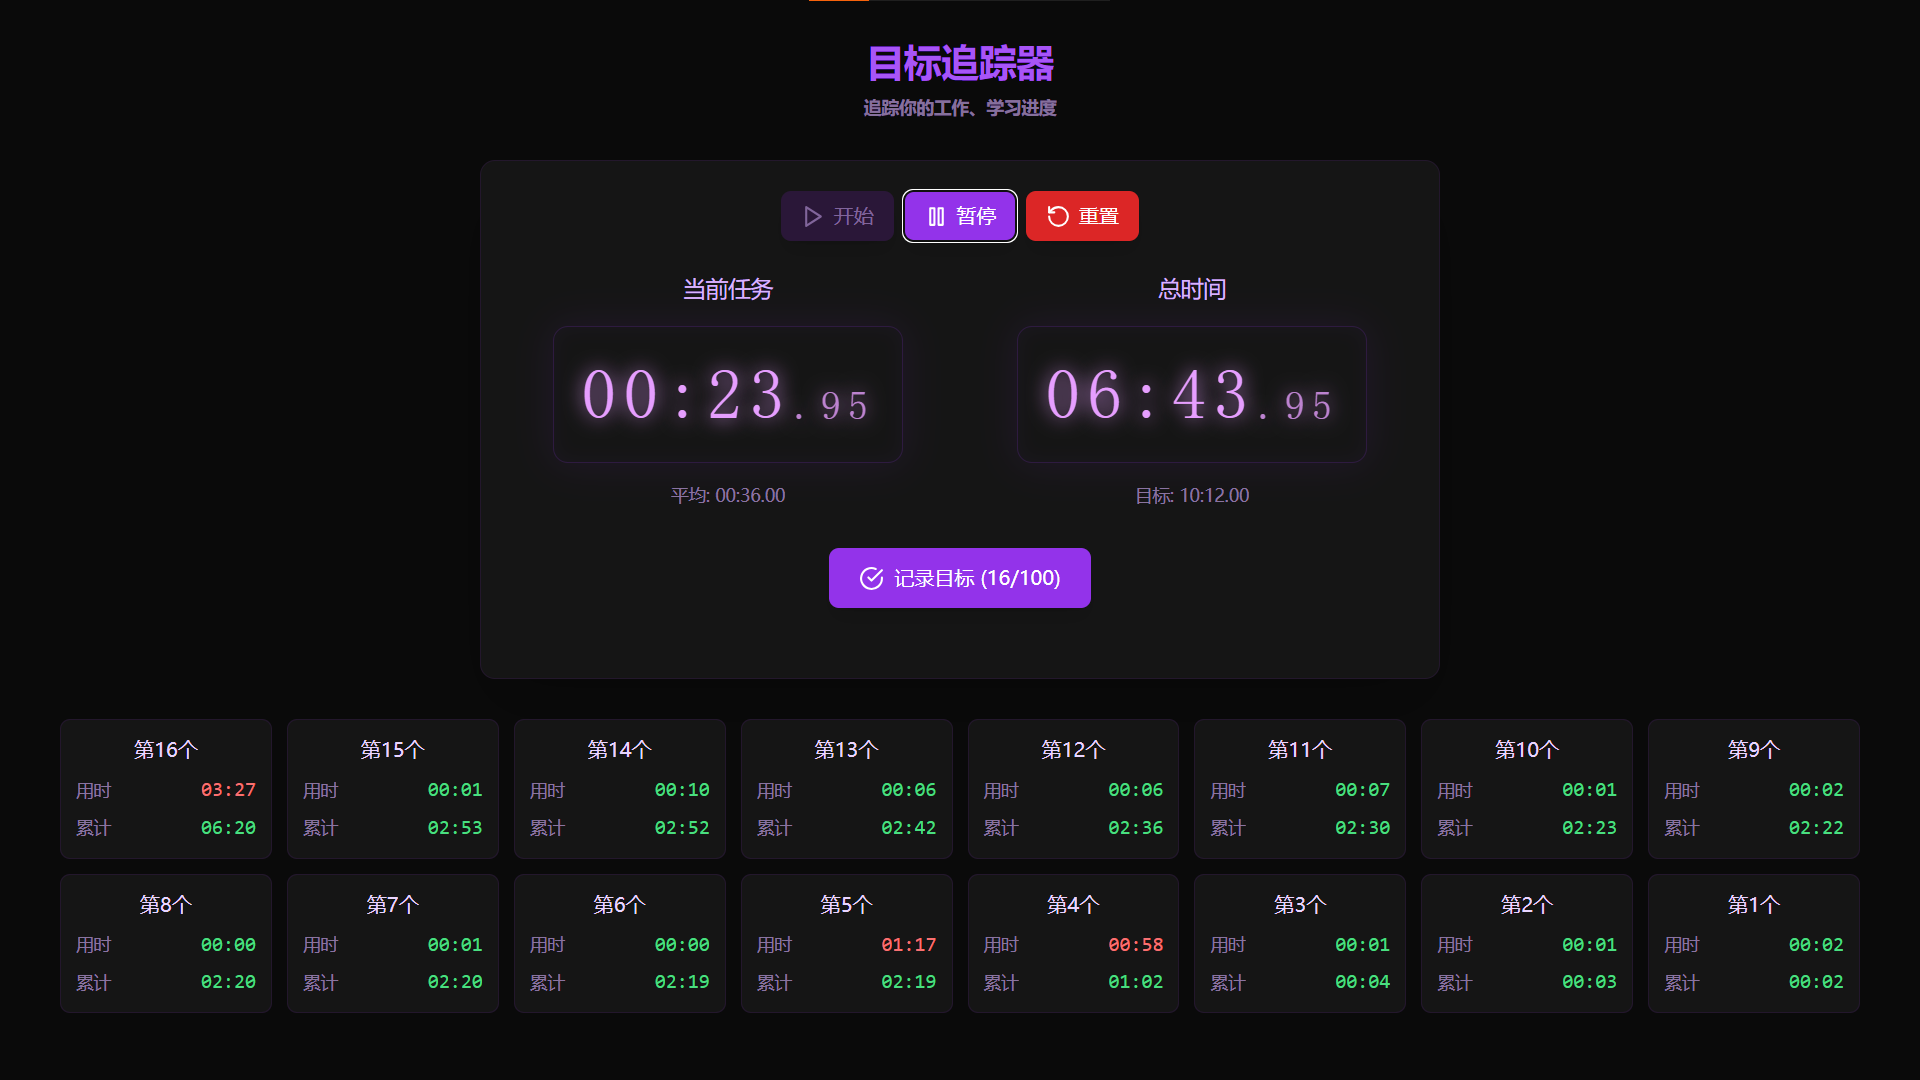 目标追踪器
追踪你的工作、学习进度
开始 暂停 重置
当前任务 总时间
00:23.95 06:43.95
平均: 00:36.00 目标: 10:12.00
记录目标 (16/100)
第16个 第15个 第14个 第13个 第12个 第11个 第10个 第9个
用时 03:27 用时 00:01 用时 00:10 用时 00:06 用时 00:06 用时 00:07 用时 00:01 用时 00:02
累计 06:20 累计 02:53 累计 02:52 累计 02:42 累计 02:36 累计 02:30 累计 02:23 累计 02:22
第8个 第7个 第6个 第5个 第4个 第3个 第2个 第1个
用时 00:00 用时 00:01 用时 00:00 用时 01:17 用时 00:58 用时 00:01 用时 00:01 用时 00:02
累计 02:20 累计 02:20 累计 02:19 累计 02:19 累计 01:02 累计 00:04 累计 00:03 累计 00:02